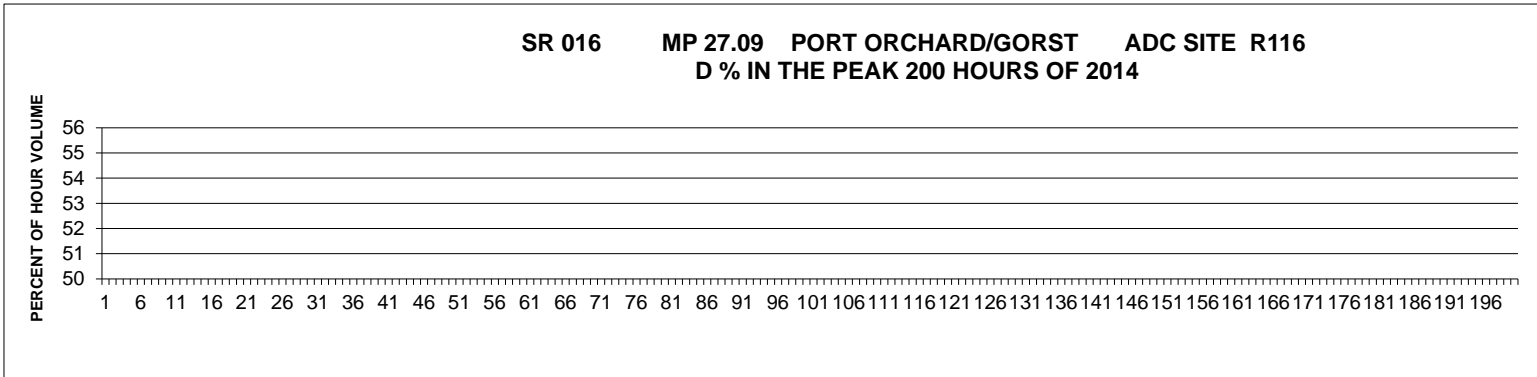 SR 016 MP 27.09 PORT ORCHARD/GORST ADC SITE R116
D % IN THE PEAK 200 HOURS OF 2014
PERCENT OF HOUR VOLUME
56
55
54
53
52
51
50
1 6 11 16 21 26 31 36 41 46 51 56 61 66 71 76 81 86 91 96 101 106 111 116 121 126 131 136 141 146 151 156 161 166 171 176 181 186 191 196